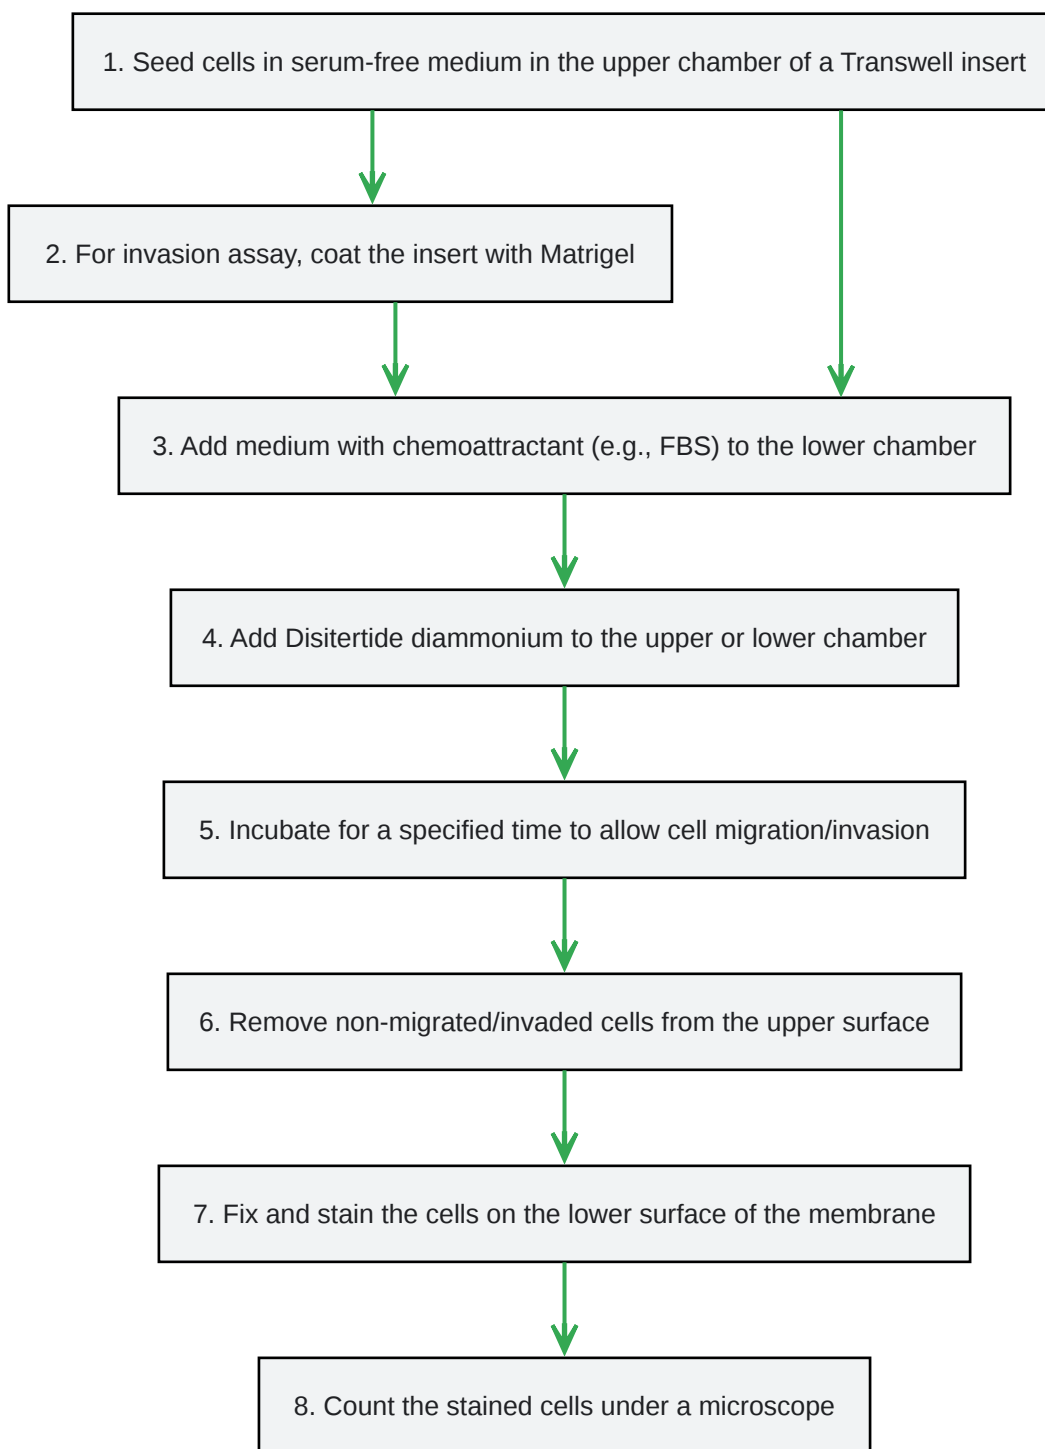 1. Seed cells in serum-free medium in the upper chamber of a Transwell insert
2. For invasion assay, coat the insert with Matrigel
3. Add medium with chemoattractant (e.g., FBS) to the lower chamber
4. Add Disitertide diammonium to the upper or lower chamber
5. Incubate for a specified time to allow cell migration/invasion
6. Remove non-migrated/invaded cells from the upper surface
7. Fix and stain the cells on the lower surface of the membrane
8. Count the stained cells under a microscope